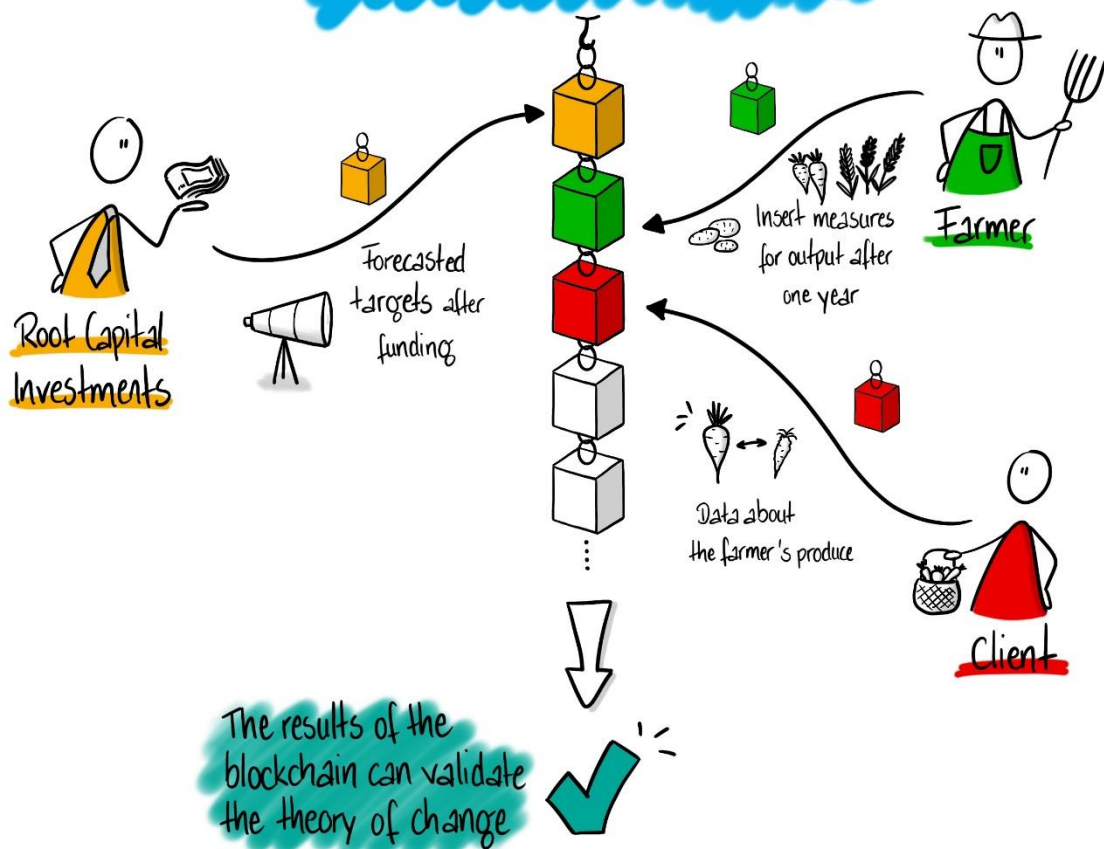 Root Capital
Investments
Forecasted
targets after
funding
Insert measures
for output after
one year
Farmer
Data about
the farmer's produce
Client
The results of the
blockchain can validate
the theory of change